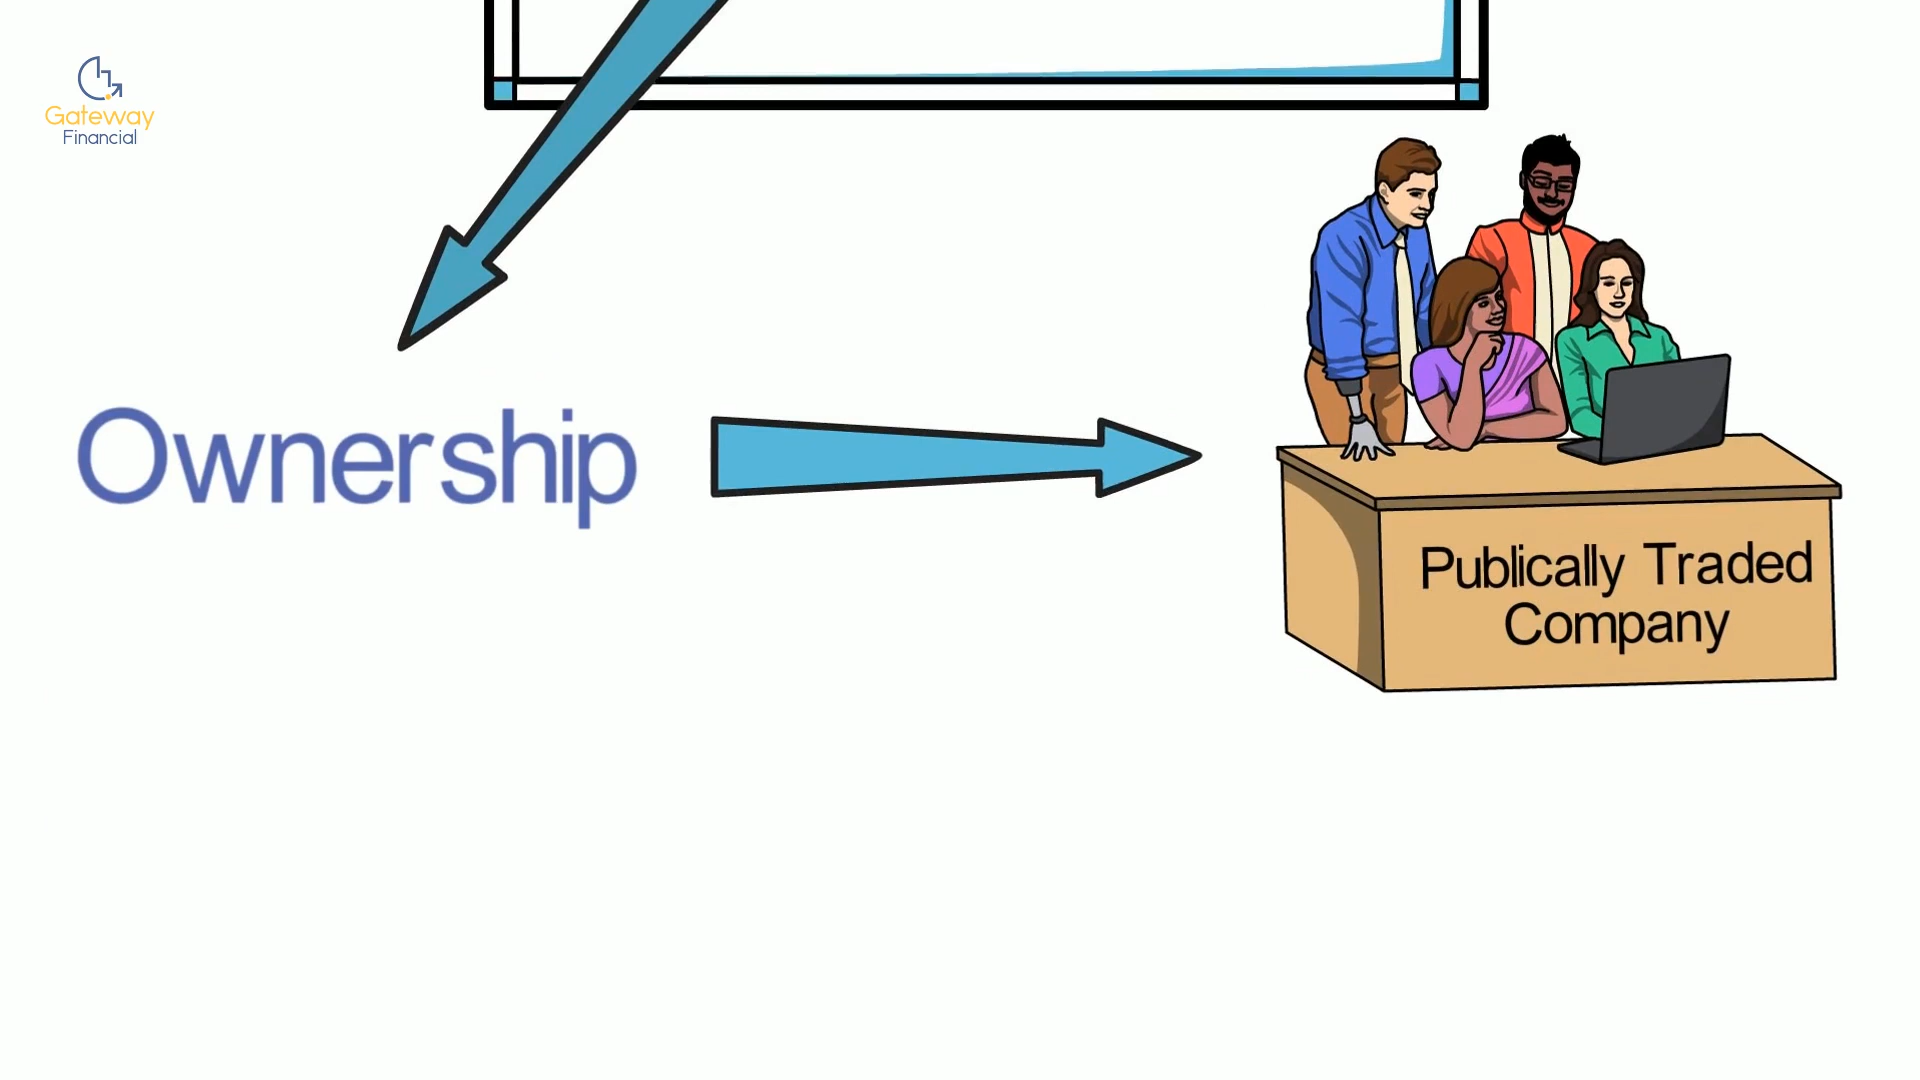 Gateway
Financial
Ownership
Publically Traded
Company